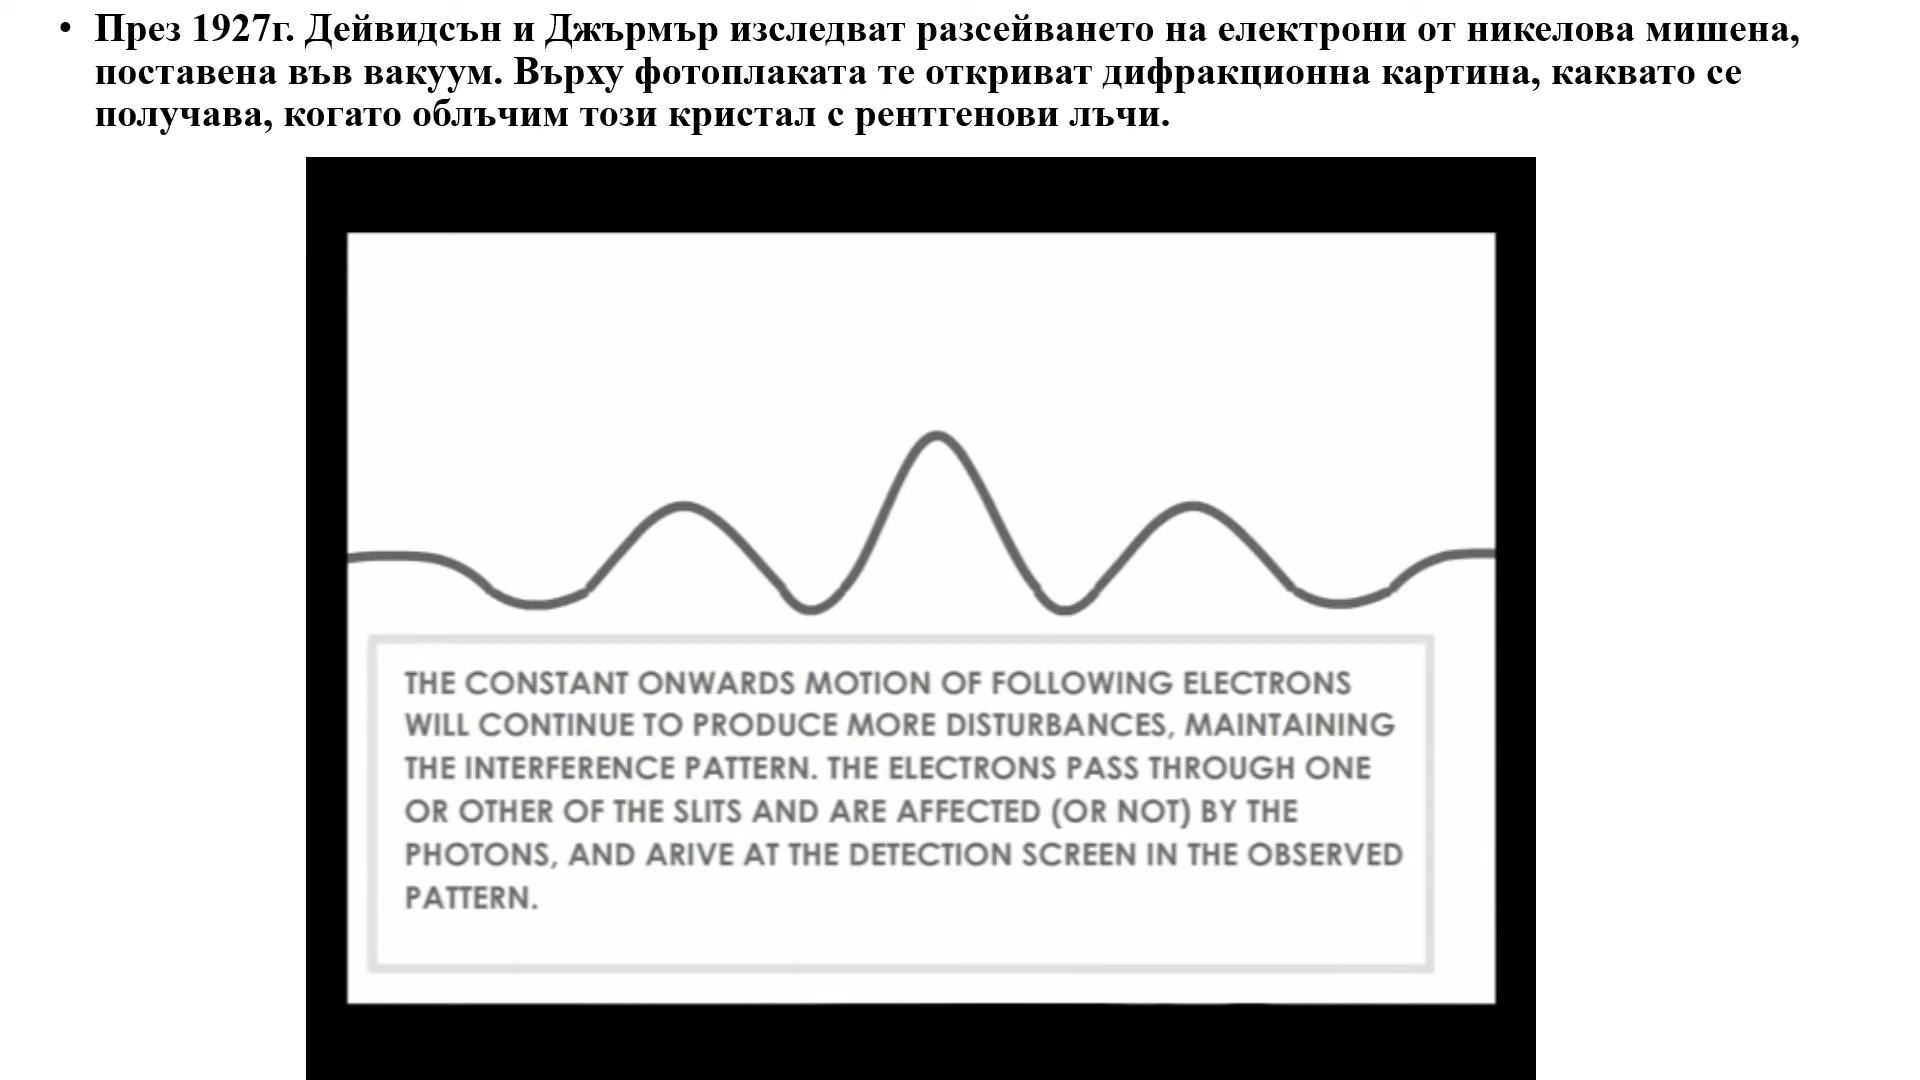 • През 1927г. Дейвидсън и Джърмър изследват разсейването на електрони от никелова мишена,
поставена във вакуум. Върху фотоплаката те откриват дифракционна картина, каквато се
получава, когато облъчим този кристал с рентгенови лъчи.
THE CONSTANT ONWARDS MOTION OF FOLLOWING ELECTRONS
WILL CONTINUE TO PRODUCE MORE DISTURBANCES, MAINTAINING
THE INTERFERENCE PATTERN. THE ELECTRONS PASS THROUGH ONE
OR OTHER OF THE SLITS AND ARE AFFECTED (OR NOT) BY THE
PHOTONS, AND ARIVE AT THE DETECTION SCREEN IN THE OBSERVED
PATTERN.